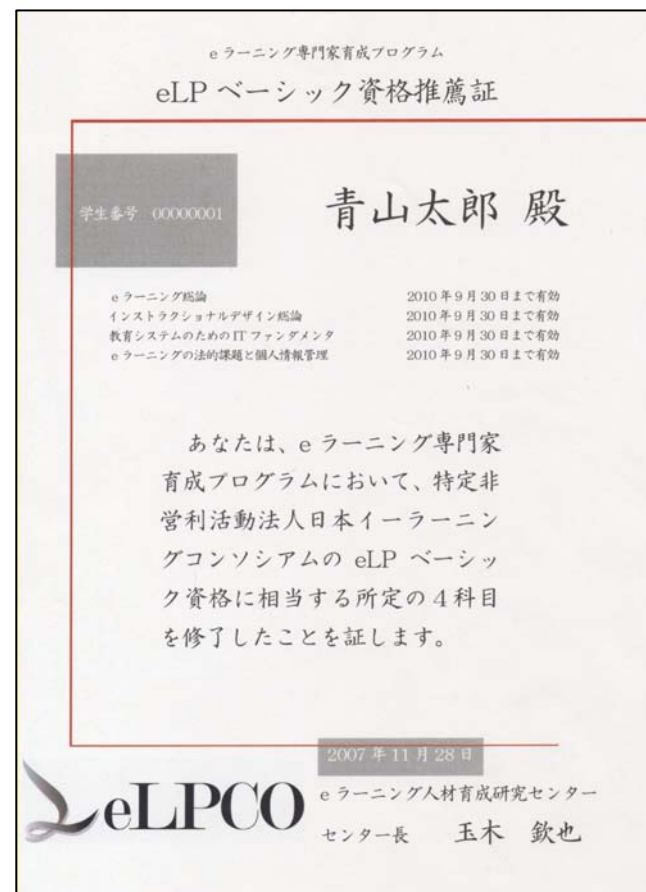 eラーニング専門家育成プログラム
eLPベーシック資格推薦証
学生番号 00000001
青山太郎 殿
eラーニング総論 2010年9月30日まで有効
インストラクショナルデザイン総論 2010年9月30日まで有効
教育システムのためのITファンダメンタ 2010年9月30日まで有効
eラーニングの法的課題と個人情報管理 2010年9月30日まで有効
あなたは、eラーニング専門家
育成プログラムにおいて、特定非
営利活動法人日本イーラーニン
グコンソシアムの eLP ベーシッ
ク資格に相当する所定の4科目
を修了したことを証します。
2007年11月28日
eLPCO
eラーニング人材育成研究センター
センター長 玉木 欽也